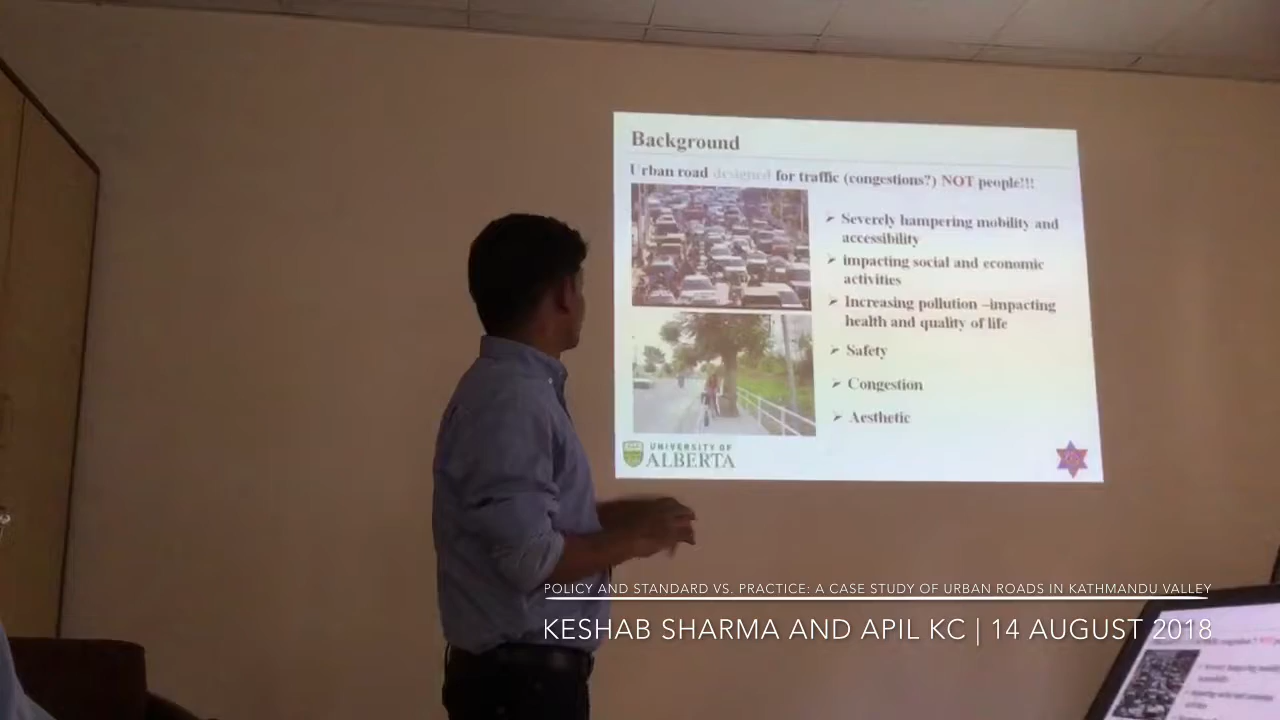 Background
Urban road designed for traffic (congestions?) NOT people!!!
➢ Severely hampering mobility and
accessibility
➢ impacting social and economic
activities
➢ Increasing pollution –impacting
health and quality of life
➢ Safety
➢ Congestion
➢ Aesthetic
UNIVERSITY OF
ALBERTA
POLICY AND STANDARD VS. PRACTICE: A CASE STUDY OF URBAN ROADS IN KATHMANDU VALLEY
KESHAB SHARMA AND APIL KC | 14 AUGUST 2018